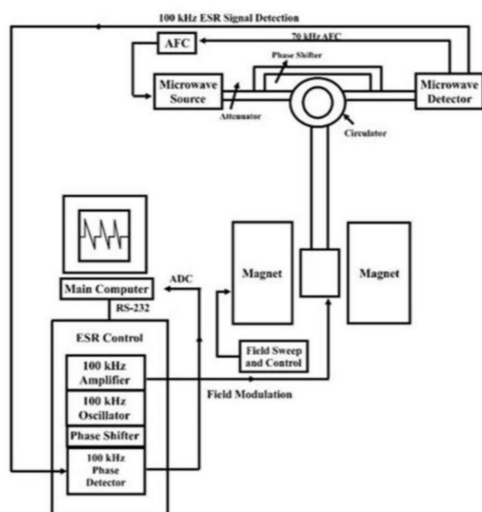 100 kHz ESR Signal Detection
70 kHz AFC
AFC
Phase Shifter
Microwave
Source
Microwave
Detector
Attenuator
Circulator
Magnet
Magnet
ADC
Main Computer
RS-232
ESR Control
Field Sweep
and Control
100 kHz
Amplifier
Field Modulation
100 kHz
Oscillator
Phase Shifter
100 kHz
Phase
Detector